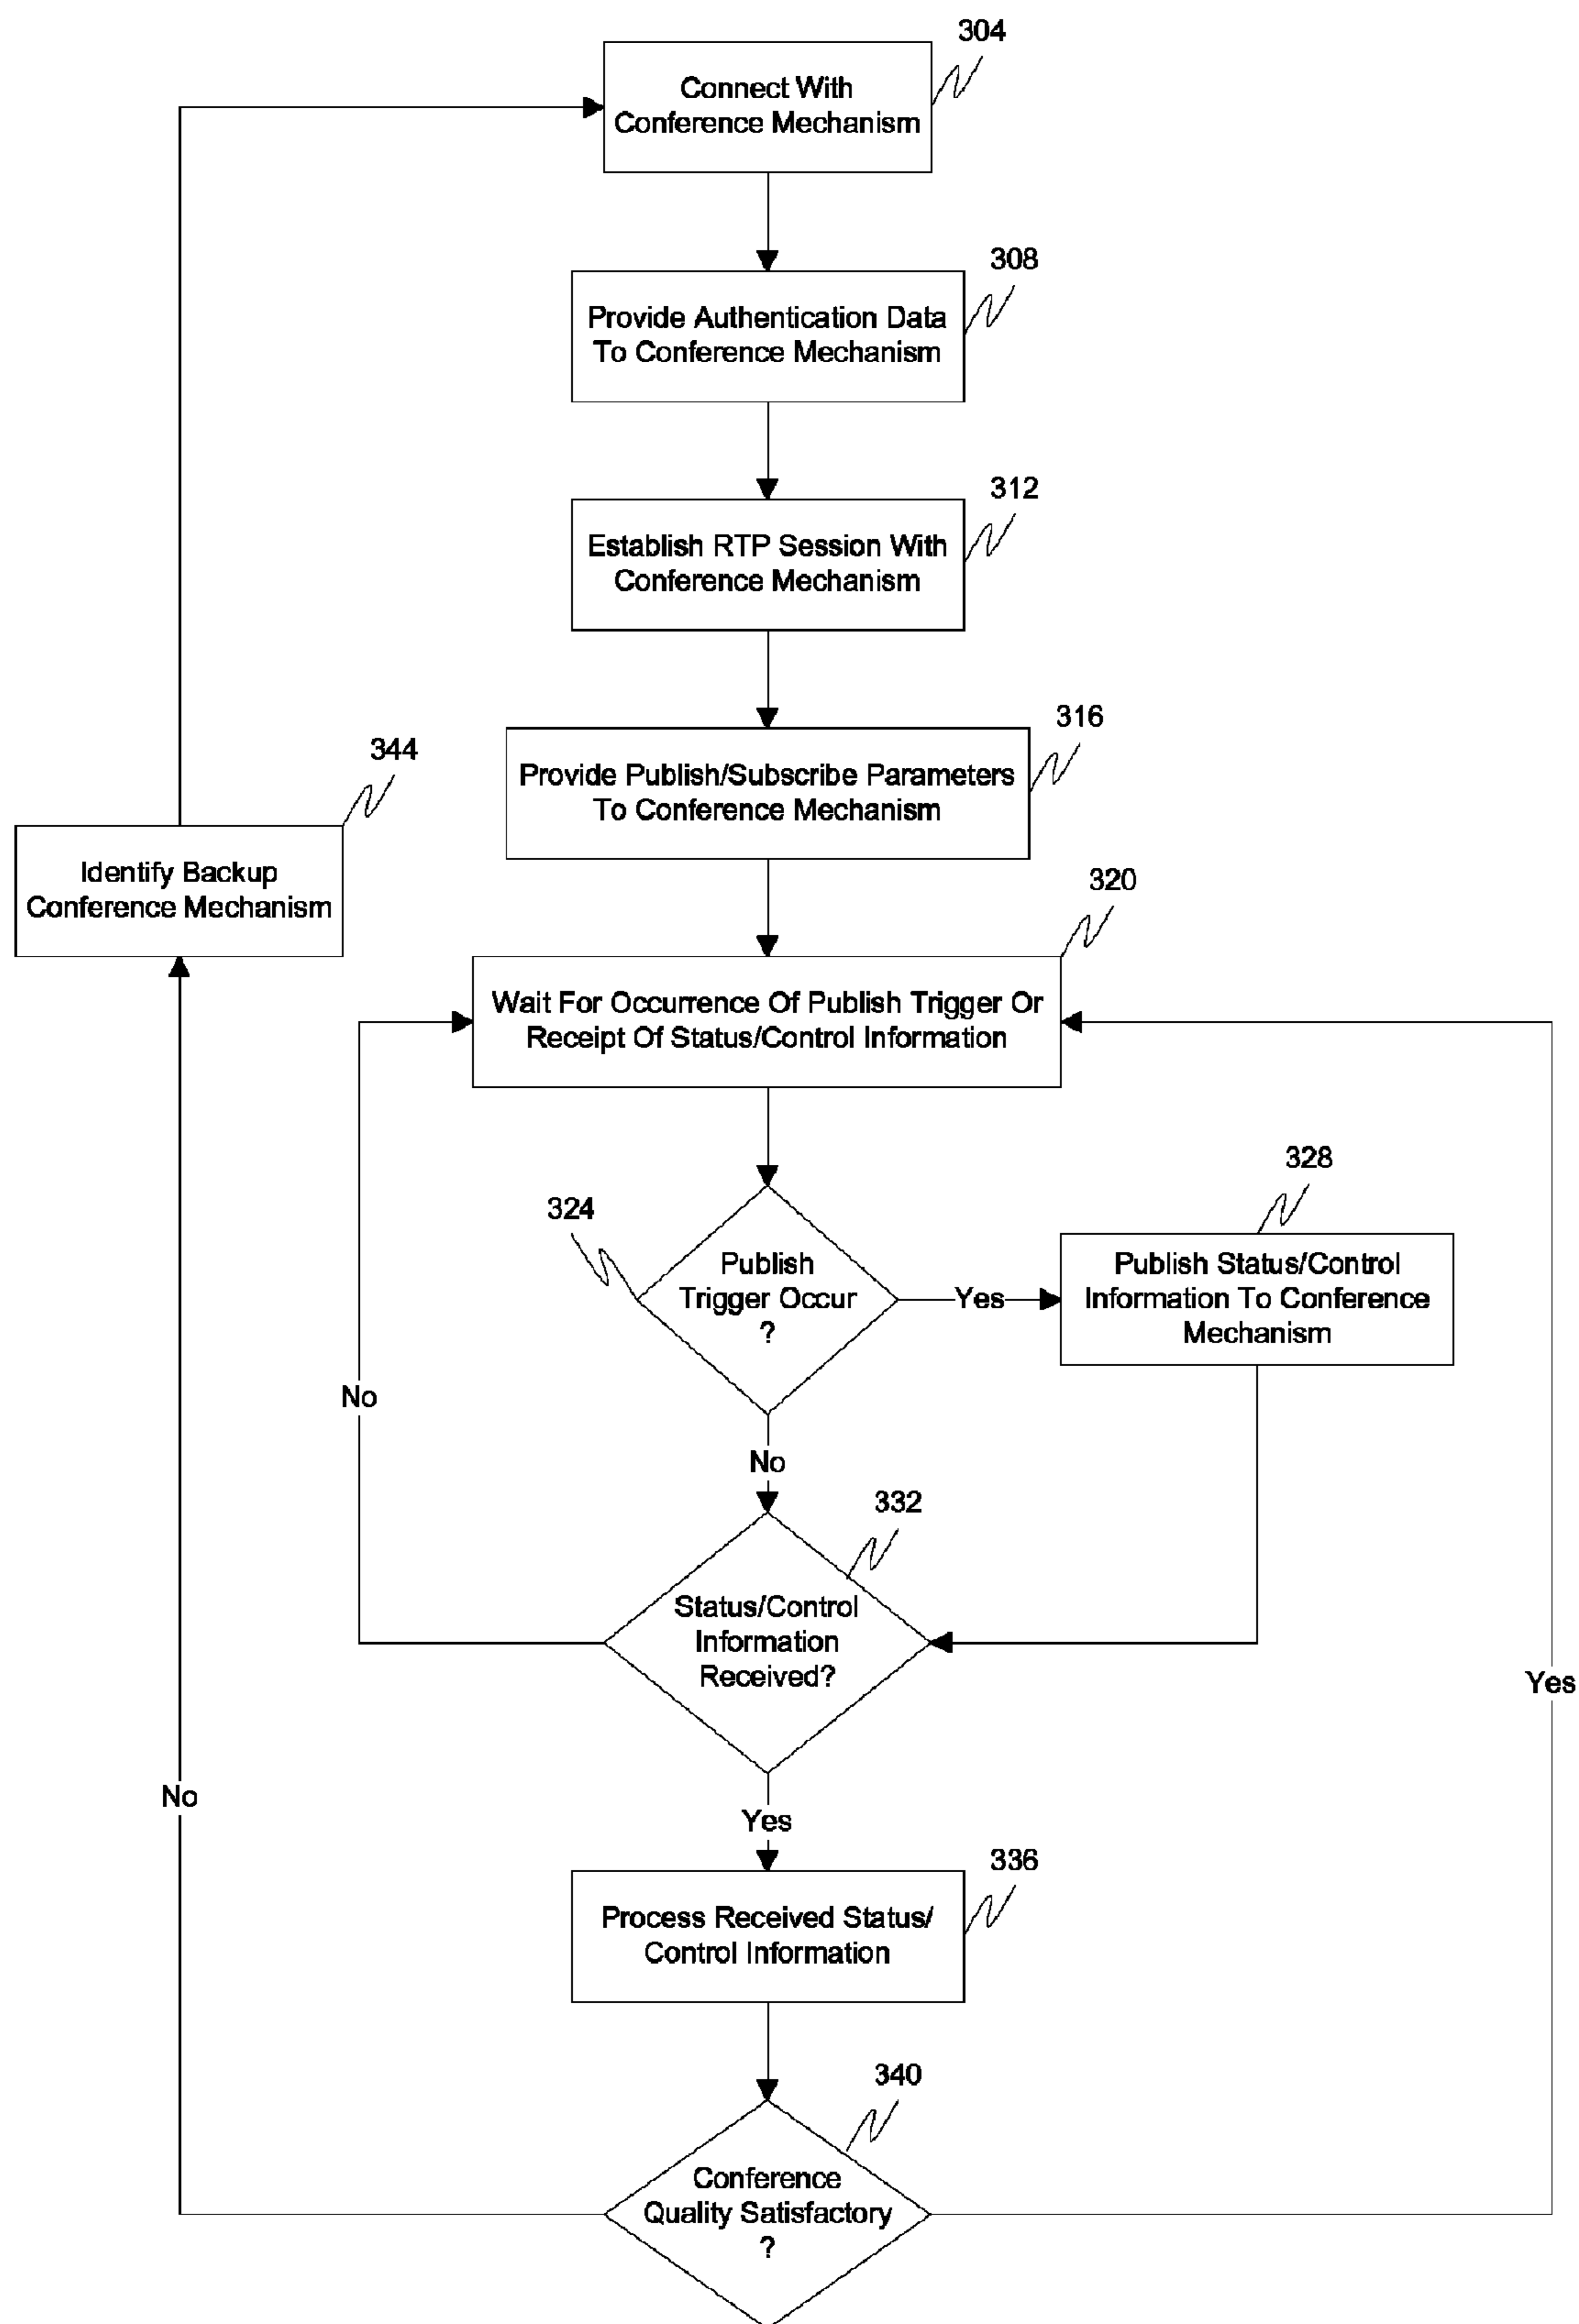 304
Connect With
Conference Mechanism
308
Provide Authentication Data
To Conference Mechanism
312
Establish RTP Session With
Conference Mechanism
316
Provide Publish/Subscribe Parameters
To Conference Mechanism
344
Identify Backup
Conference Mechanism
320
Wait For Occurrence Of Publish Trigger Or
Receipt Of Status/Control Information
324
Publish
Trigger Occur
?
Yes
328
Publish Status/Control
Information To Conference
Mechanism
No
No
332
Status/Control
Information
Received?
Yes
No
Yes
336
Process Received Status/
Control Information
340
Conference
Quality Satisfactory
?